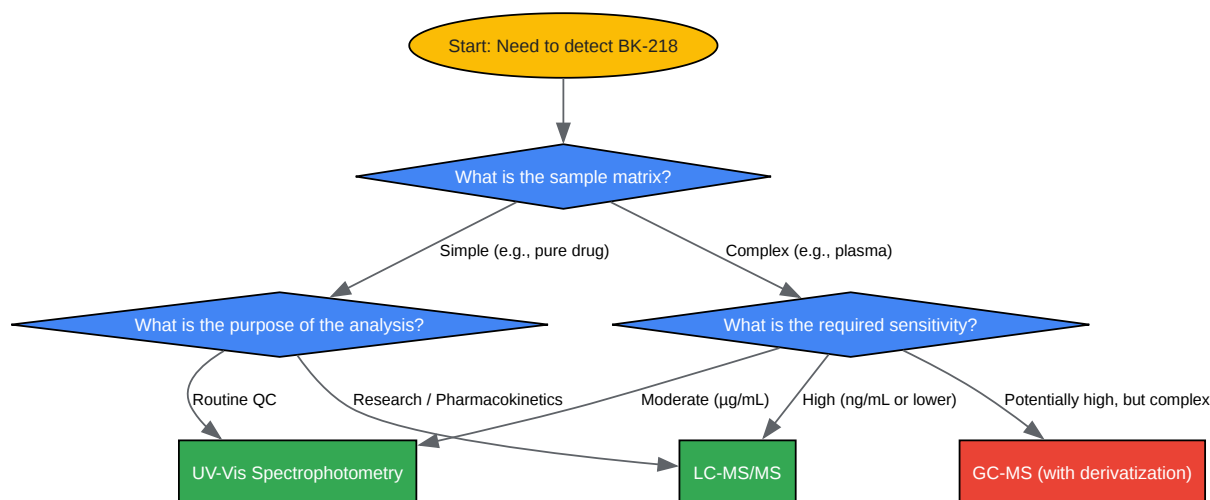 Start: Need to detect BK-218
What is the sample matrix?
Simple (e.g., pure drug)
Complex (e.g., plasma)
What is the purpose of the analysis?
What is the required sensitivity?
Routine QC
Research / Pharmacokinetics
Moderate (µg/mL)
High (ng/mL or lower)
Potentially high, but complex
UV-Vis Spectrophotometry
LC-MS/MS
GC-MS (with derivatization)